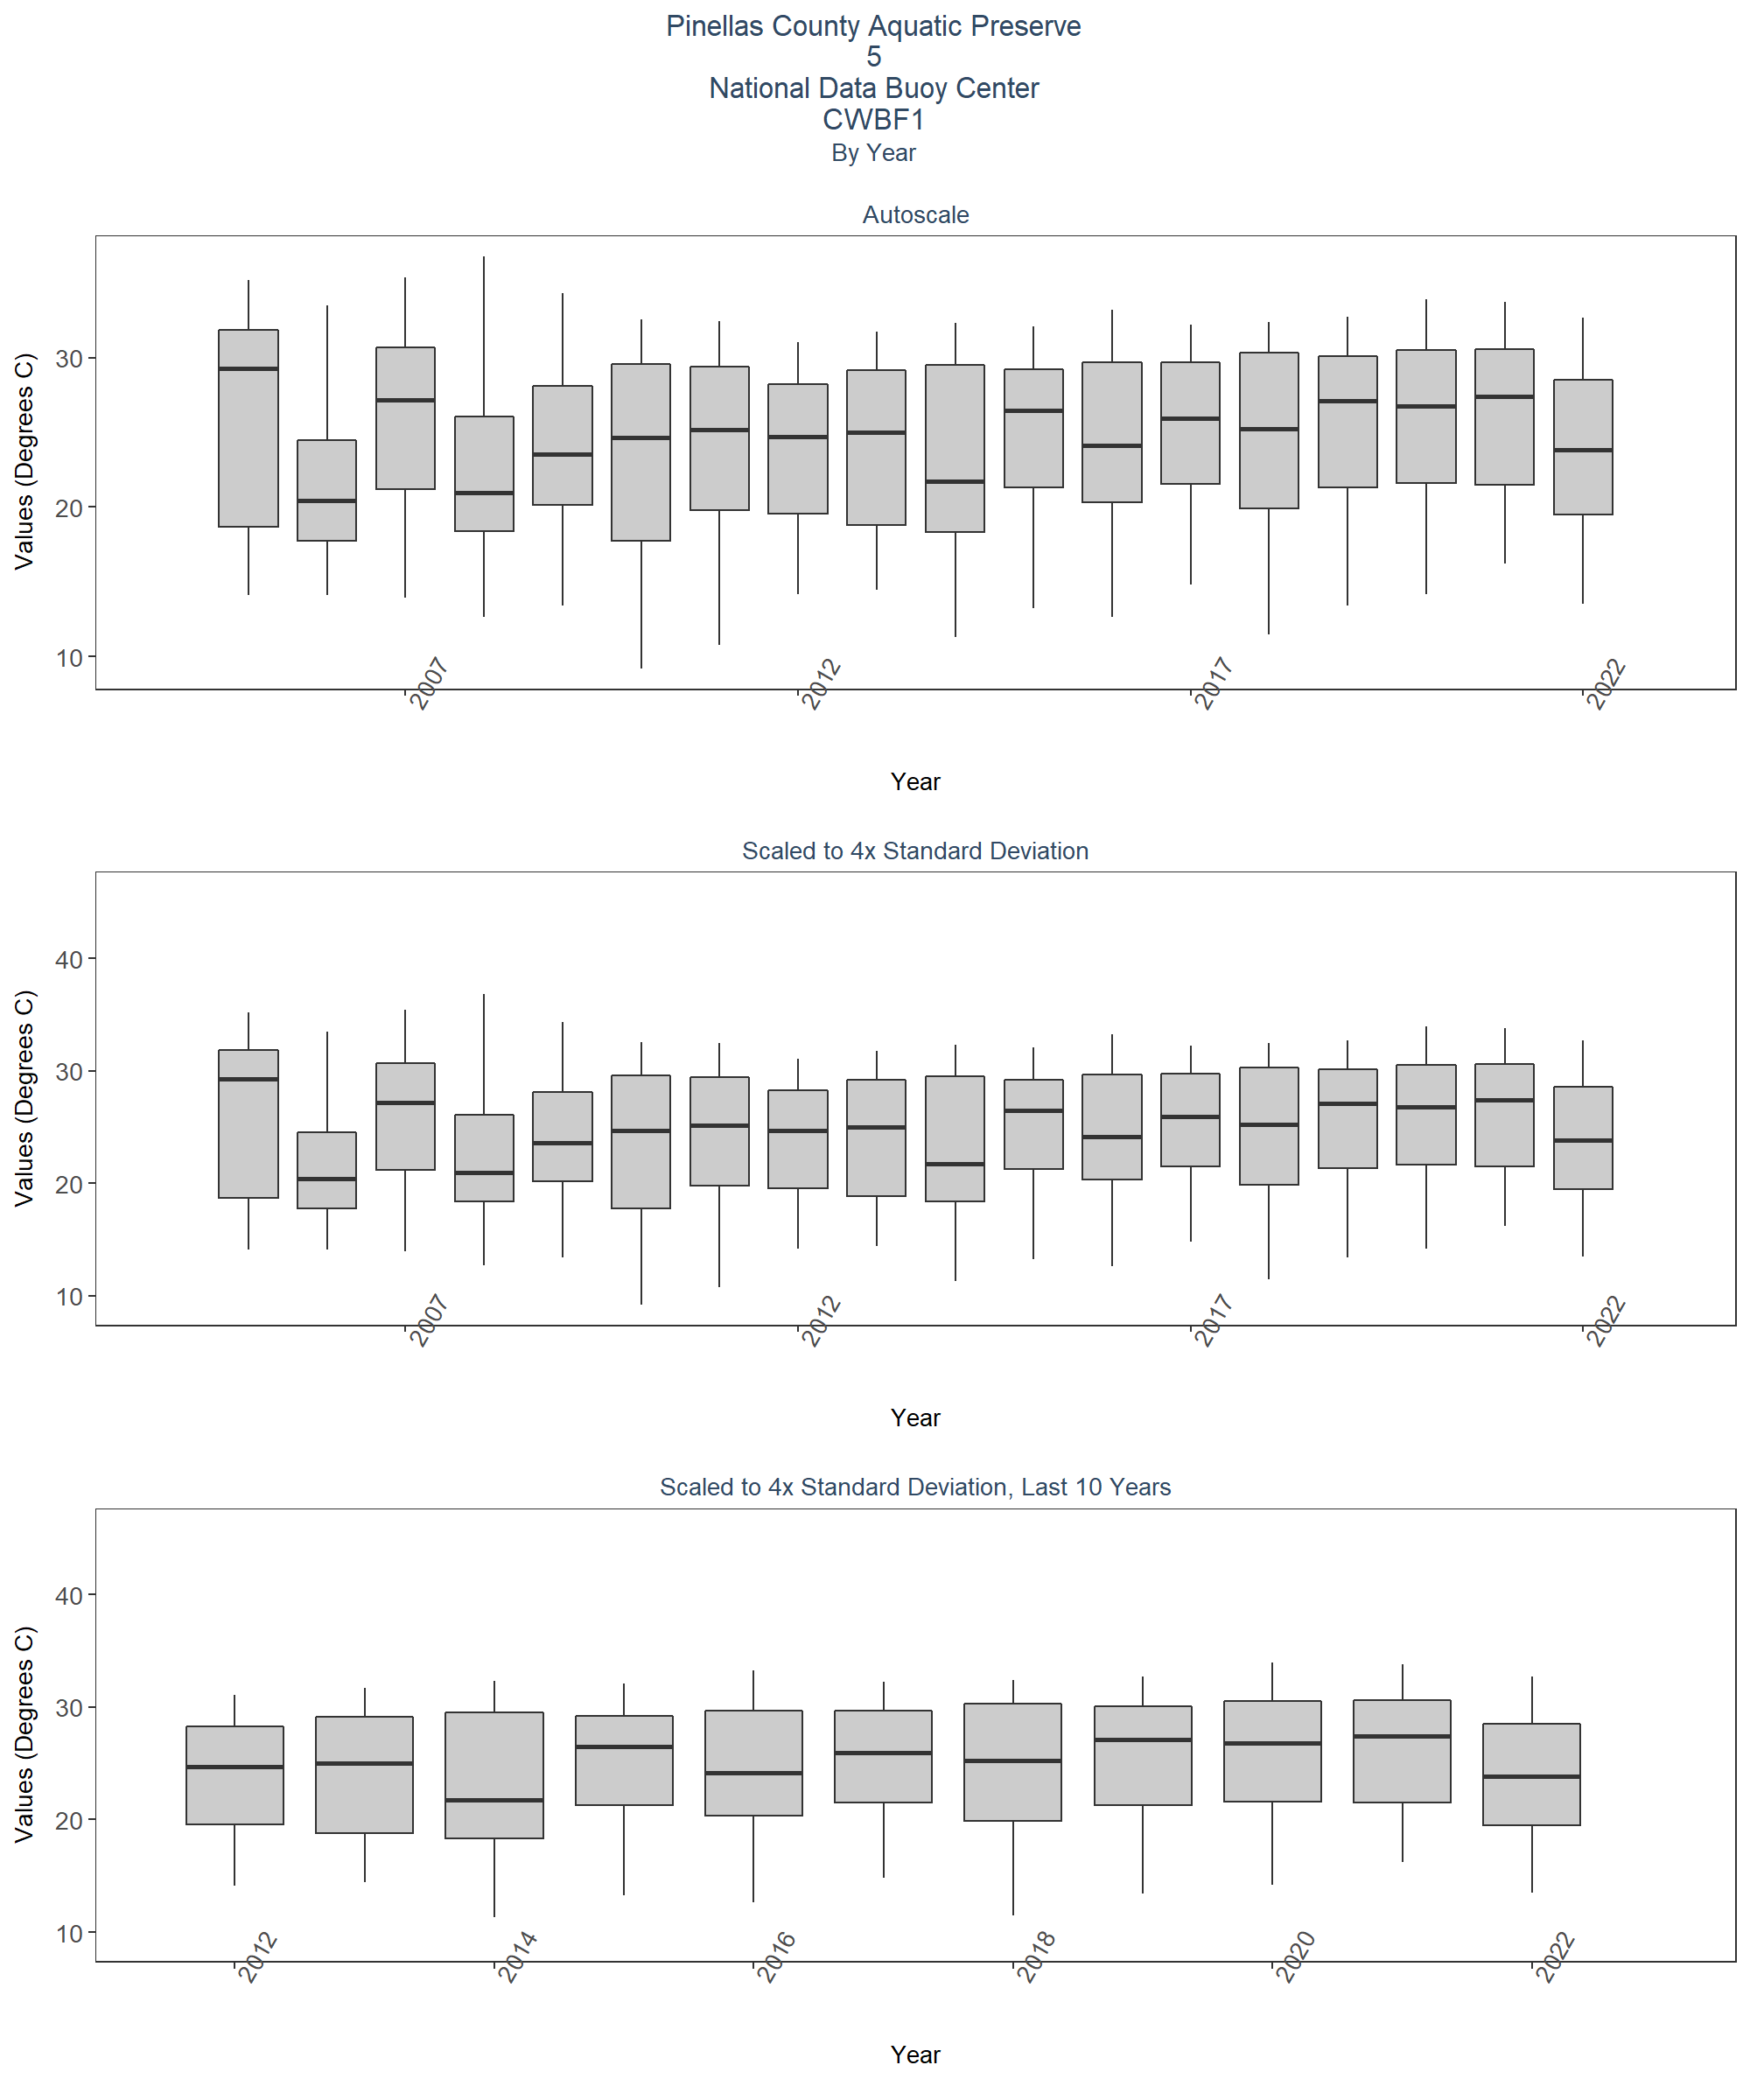 Pinellas County Aquatic Preserve
5
National Data Buoy Center
CWBF1
By Year
Autoscale
Values (Degrees C)
30
20
10
2007
2012
2017
2022
Year
Scaled to 4x Standard Deviation
Values (Degrees C)
40
30
20
10
2007
2012
2017
2022
Year
Scaled to 4x Standard Deviation, Last 10 Years
Values (Degrees C)
40
30
20
10
2012
2014
2016
2018
2020
2022
Year